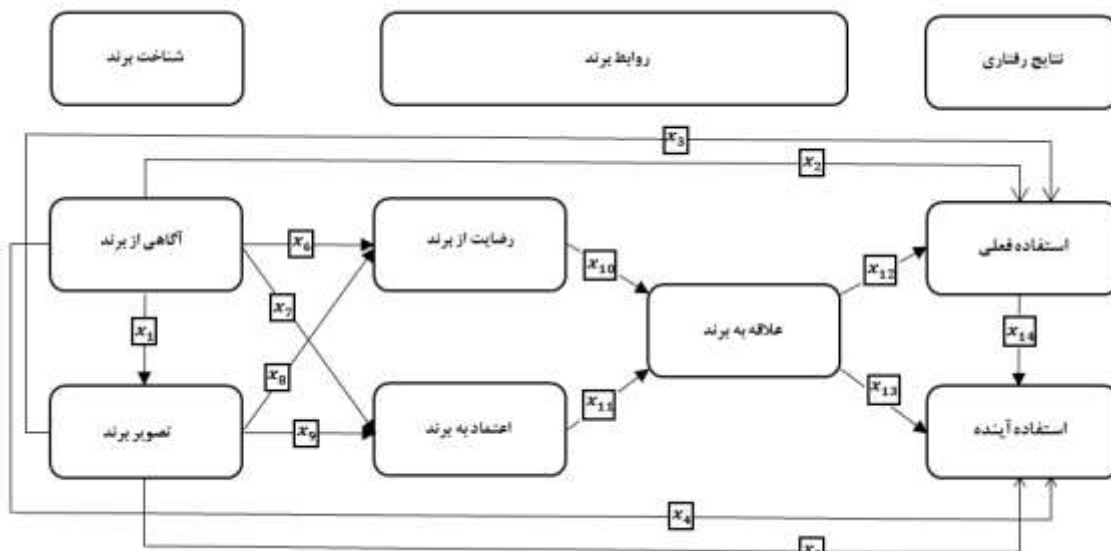 شناخت برند
روابط برند
نتایج رفتاری
x3
x2
آگاهی از برند
x6
رضایت از برند
استفاده فعلی
x10
x12
x1
x7
علاقه به برند
x14
x8
x11
x13
تصویر برند
x9
اعتماد به برند
استفاده آینده
x4